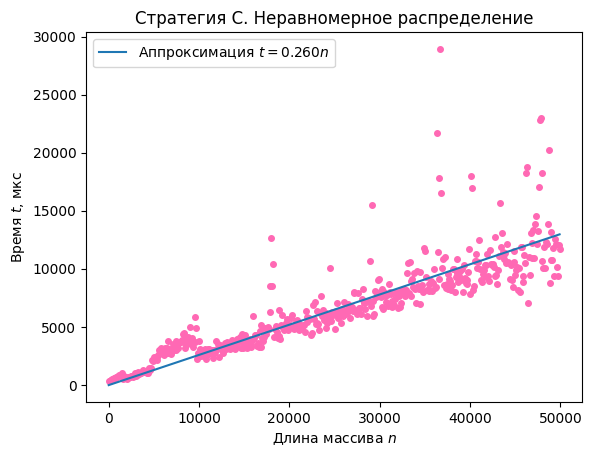 Стратегия C. Неравномерное распределение
Аппроксимация t = 0.260n
Время t, мкс
30000
25000
20000
15000
10000
5000
0
0 10000 20000 30000 40000 50000
Длина массива n